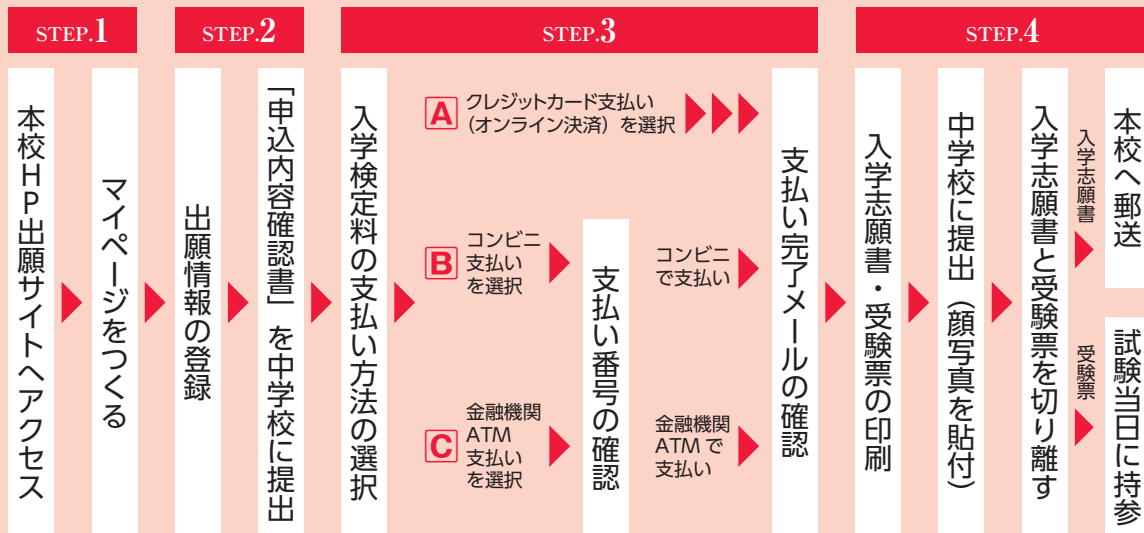 STEP.1
本校HP出願サイトへアクセス
マイページをつくる
STEP.2
出願情報の登録
「申込内容確認書」を中学校に提出
STEP.3
入学検定料の支払い方法の選択
A
クレジットカード支払い
（オンライン決済）を選択
B
コンビニ
支払い
を選択
C
金融機関
ATM
支払い
を選択
支払い番号の確認
コンビニ
で支払い
金融機関
ATMで
支払い
支払い完了メールの確認
STEP.4
入学志願書・受験票の印刷
中学校に提出（顔写真を貼付）
入学志願書と受験票を切り離す
入学志願書
本校へ郵送
受験票
試験当日に持参